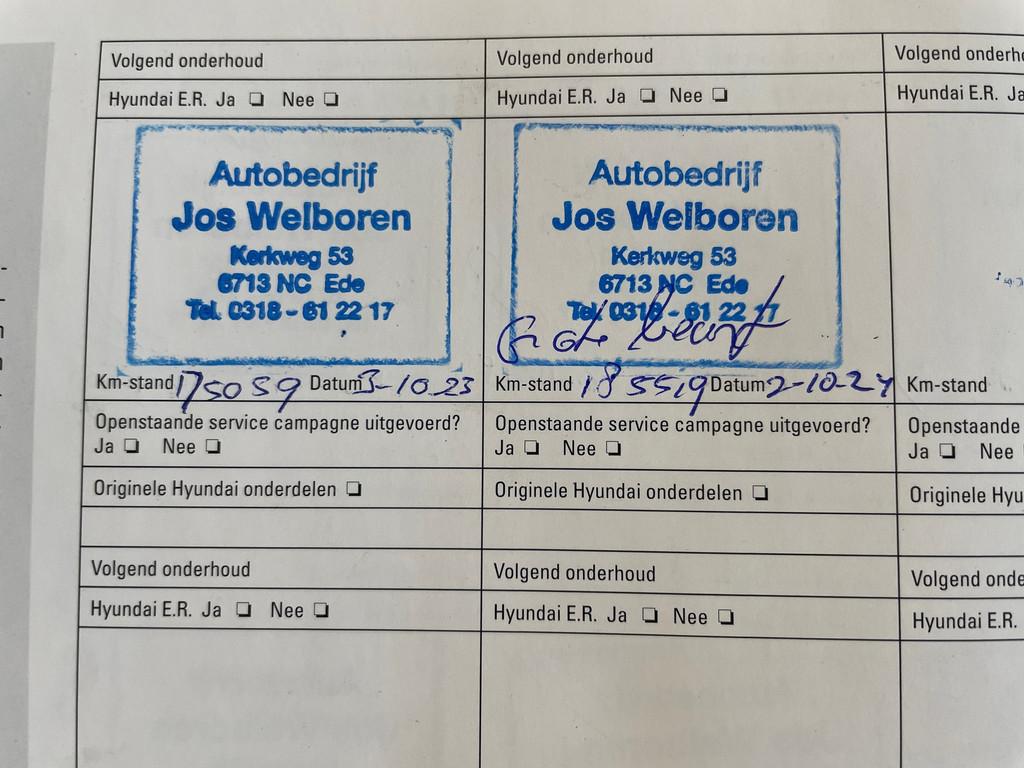 Volgend onderhoud
Hyundai E.R. Ja ❏ Nee ❏
Autobedrijf
Jos Welboren
Kerkweg 53
6713 NC Ede
Tel. 0318 - 61 22 17
Km-stand 175059 Datum 3-10-23
Openstaande service campagne uitgevoerd?
Ja ❏ Nee ❏
Originele Hyundai onderdelen ❏
Volgend onderhoud
Hyundai E.R. Ja ❏ Nee ❏
Volgend onderhoud
Hyundai E.R. Ja ❏ Nee ❏
Autobedrijf
Jos Welboren
Kerkweg 53
6713 NC Ede
Tel. 0318 - 61 22 17
Grote beurt
Km-stand 185519 Datum 2-10-24
Openstaande service campagne uitgevoerd?
Ja ❏ Nee ❏
Originele Hyundai onderdelen ❏
Volgend onderhoud
Hyundai E.R. Ja ❏ Nee ❏
Volgend onderh
Hyundai E.R. Ja
Km-stand
Openstaande
Ja ❏ Nee
Originele Hyu
Volgend onde
Hyundai E.R.